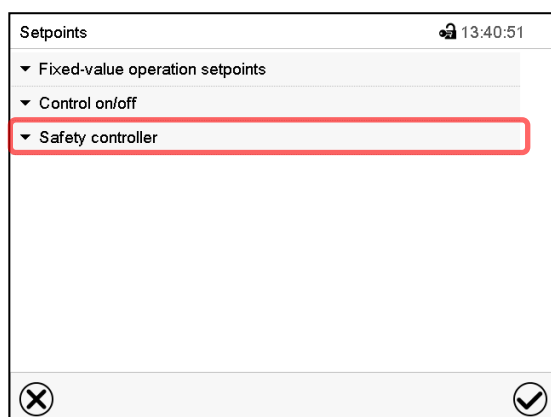 Setpoints 13:40:51
Fixed-value operation setpoints
Control on/off
Safety controller